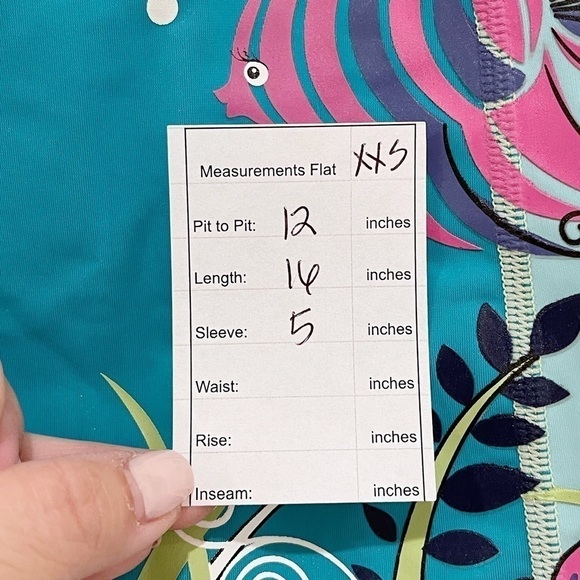 Measurements Flat XXS
Pit to Pit: 12 inches
Length: 16 inches
Sleeve: 5 inches
Waist: inches
Rise: inches
Inseam: inches